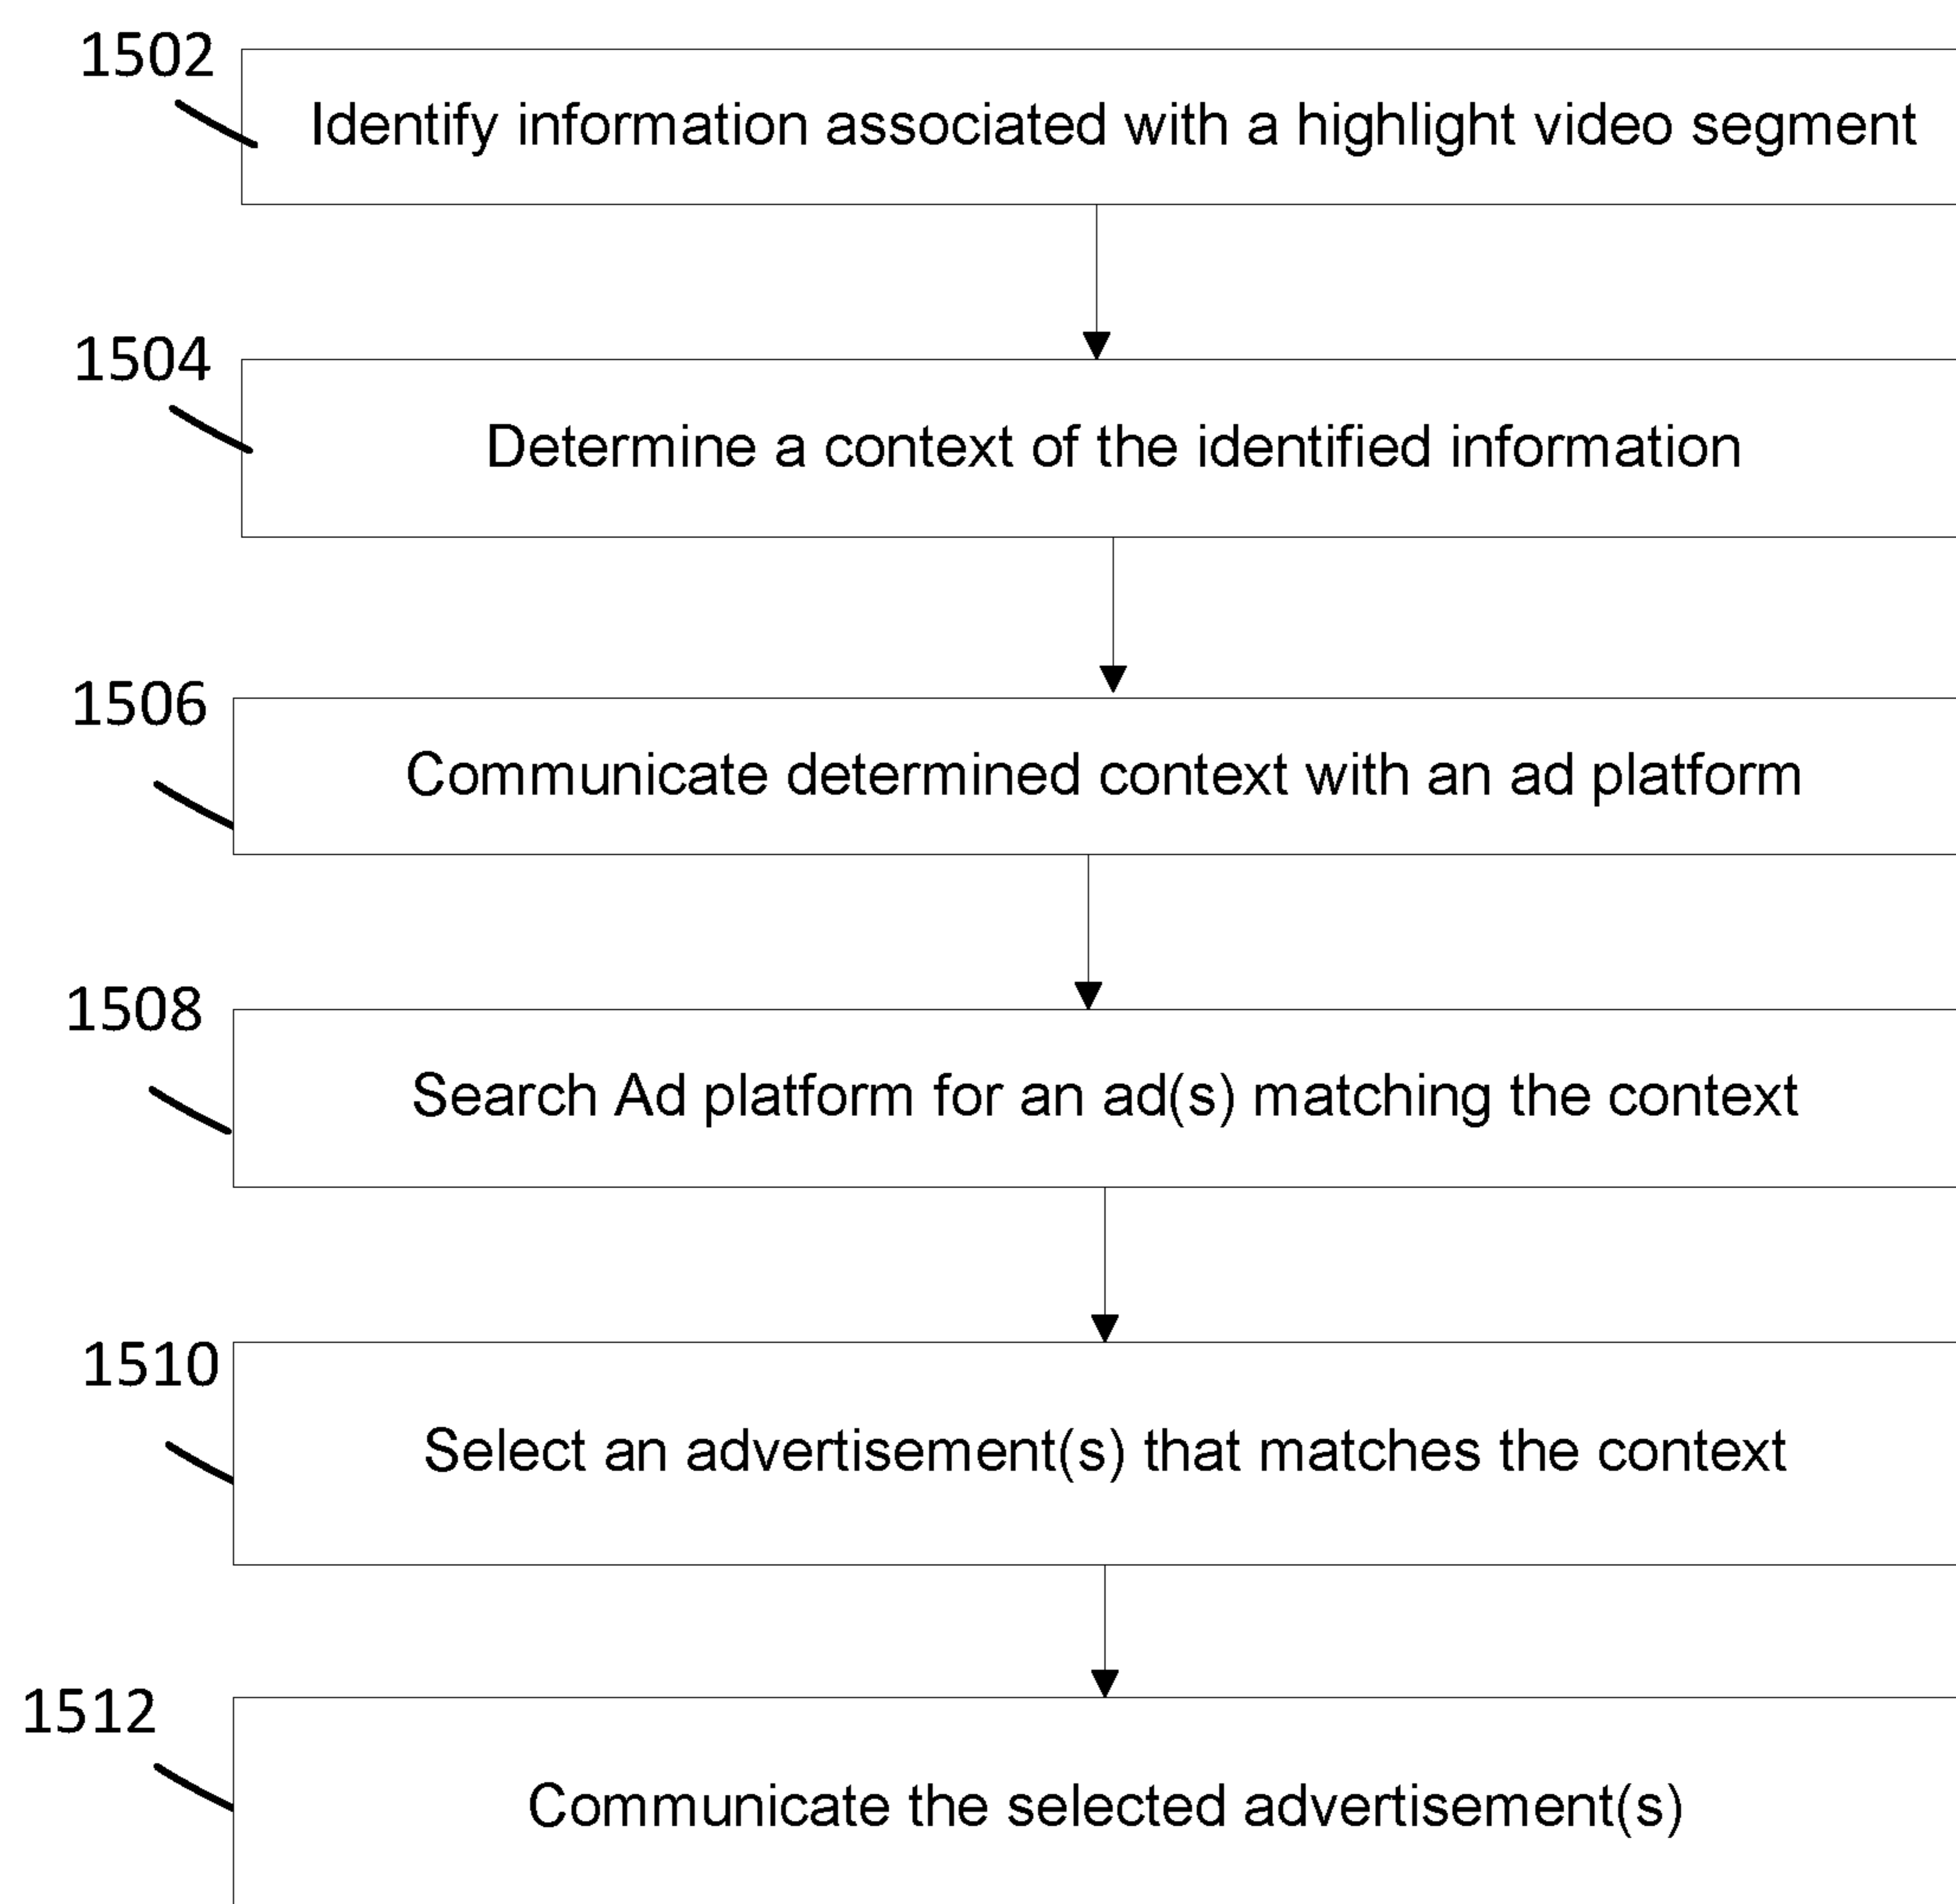 1502
Identify information associated with a highlight video segment
1504
Determine a context of the identified information
1506
Communicate determined context with an ad platform
1508
Search Ad platform for an ad(s) matching the context
1510
Select an advertisement(s) that matches the context
1512
Communicate the selected advertisement(s)